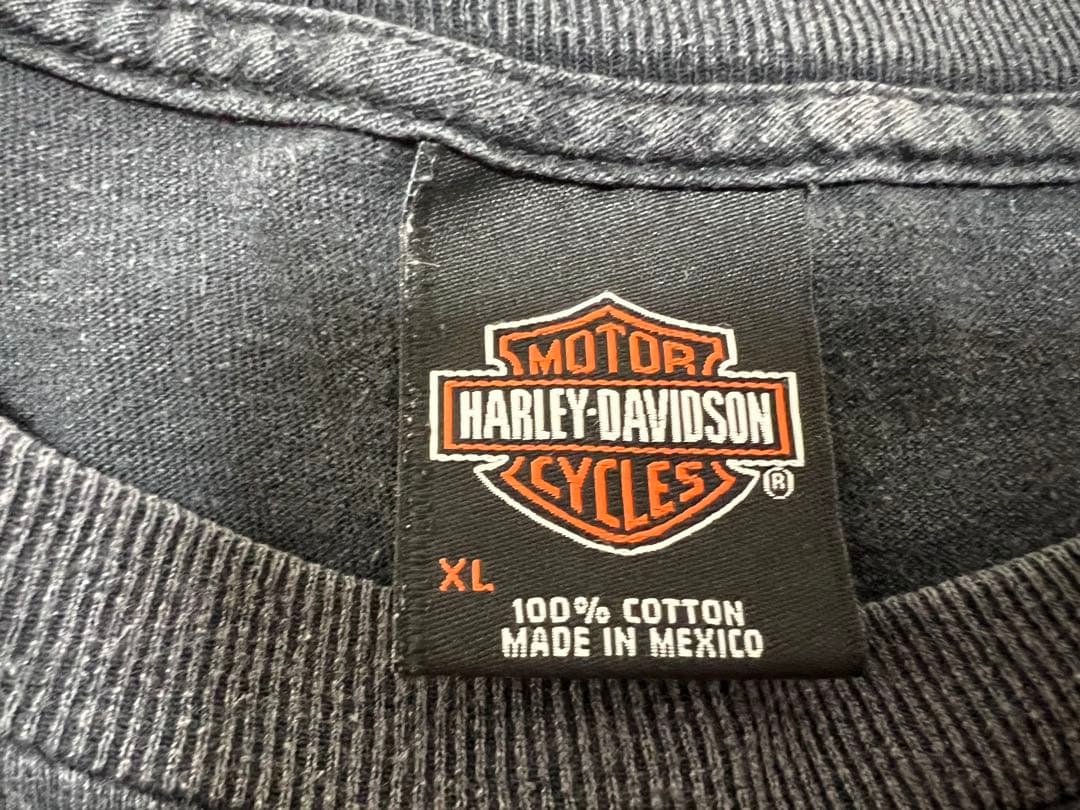 MOTOR
HARLEY-DAVIDSON
CYCLES
®
XL
100% COTTON
MADE IN MEXICO